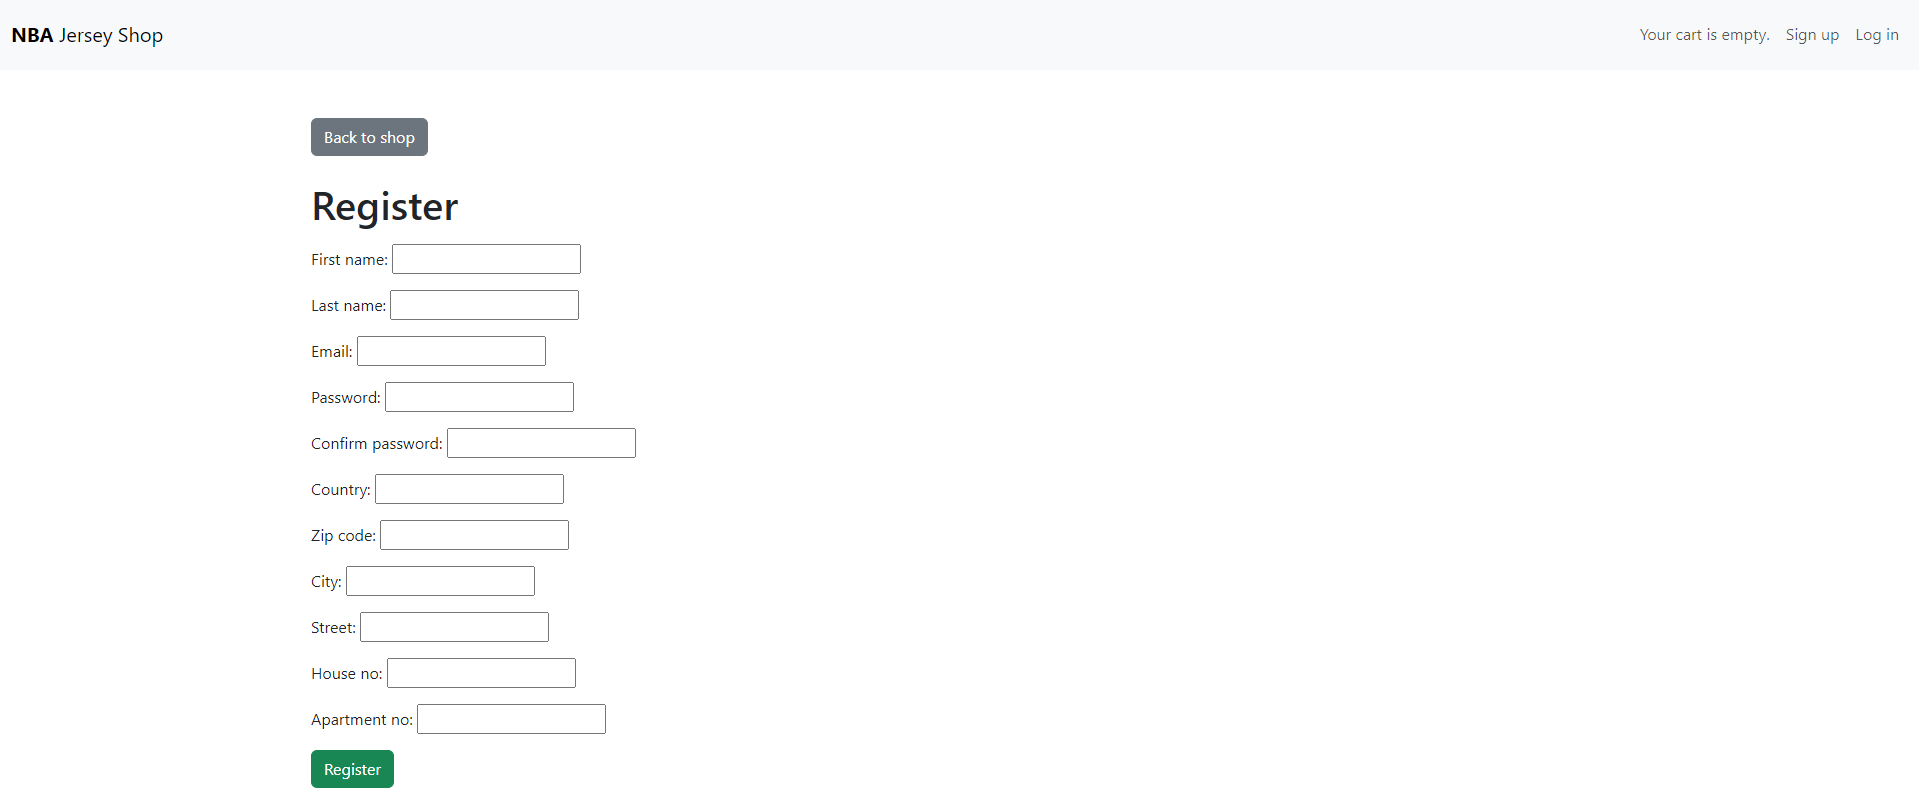 NBA Jersey Shop
Your cart is empty. Sign up Log in
Back to shop
Register
First name:
Last name:
Email:
Password:
Confirm password:
Country:
Zip code:
City:
Street:
House no:
Apartment no:
Register